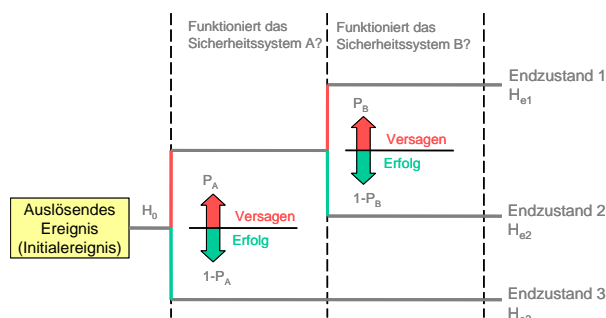 Funktioniert das
Sicherheitssystem A?
Funktioniert das
Sicherheitssystem B?
Endzustand 1
He1
PB
Versagen
Erfolg
1-PB
PA
H0
Auslösendes
Ereignis
(Initialereignis)
Versagen
Erfolg
1-PA
Endzustand 2
He2
Endzustand 3